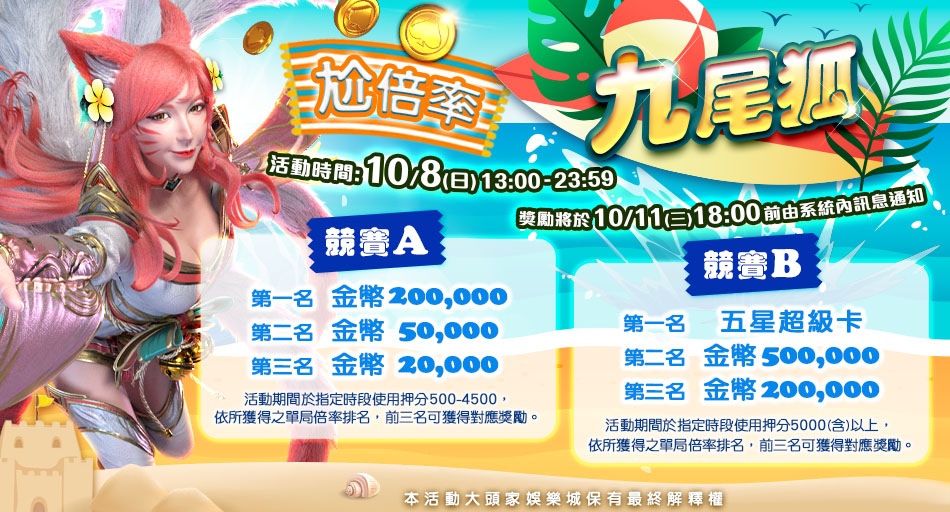 尬倍率
九尾狐
活動時間:10/8(日)13:00-23:59
獎勵將於10/11(三)18:00前由系統內訊息通知
競賽A
第一名 金幣200,000
第二名 金幣 50,000
第三名 金幣 20,000
活動期間於指定時段使用押分500-4500，
依所獲得之單局倍率排名，前三名可獲得對應獎勵。
競賽B
第一名 五星超級卡
第二名 金幣500,000
第三名 金幣200,000
活動期間於指定時段使用押分5000(含)以上，
依所獲得之單局倍率排名，前三名可獲得對應獎勵。
本活動大頭家娛樂城保有最終解釋權